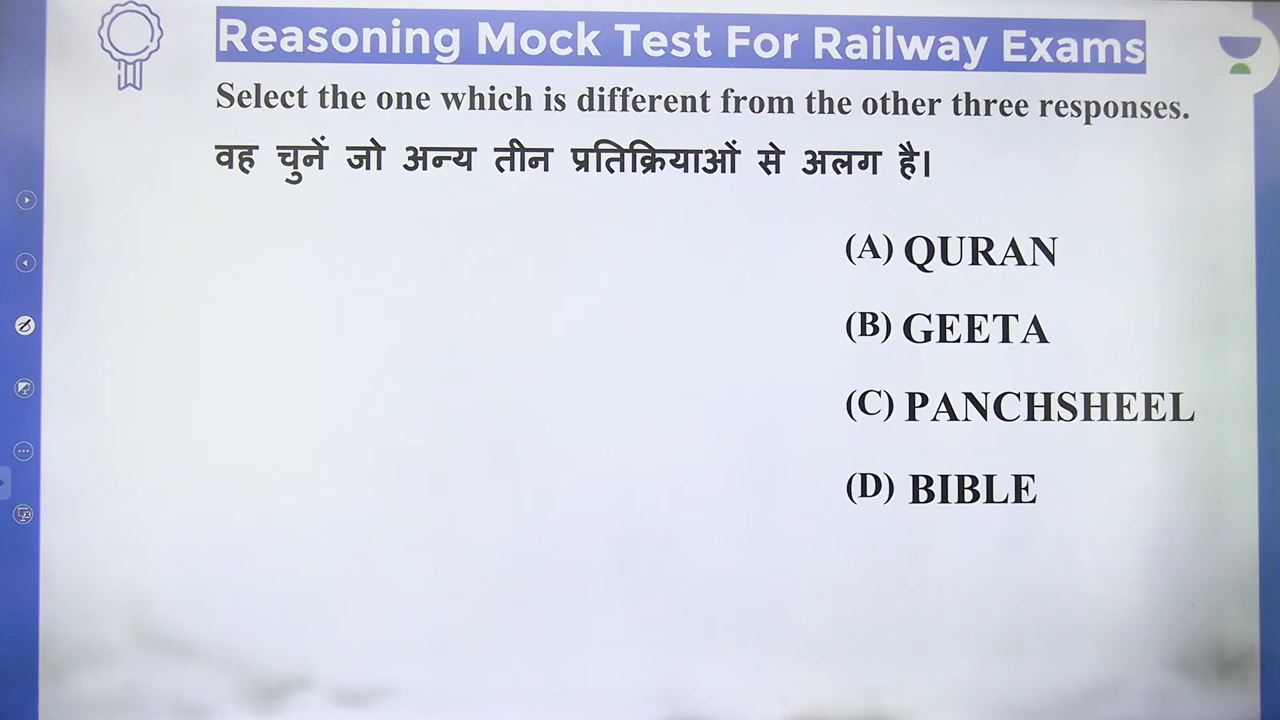 Reasoning Mock Test For Railway Exams
Select the one which is different from the other three responses.
वह चुनें जो अन्य तीन प्रतिक्रियाओं से अलग है।
(A) QURAN
(B) GEETA
(C) PANCHSHEEL
(D) BIBLE